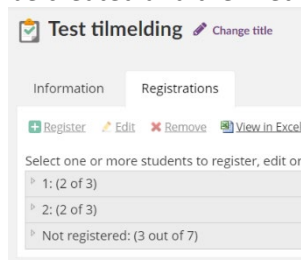 Test tilmelding Change title
Information Registrations
Register Edit Remove View in Excel
Select one or more students to register, edit or
1: (2 of 3)
2: (2 of 3)
Not registered: (3 out of 7)